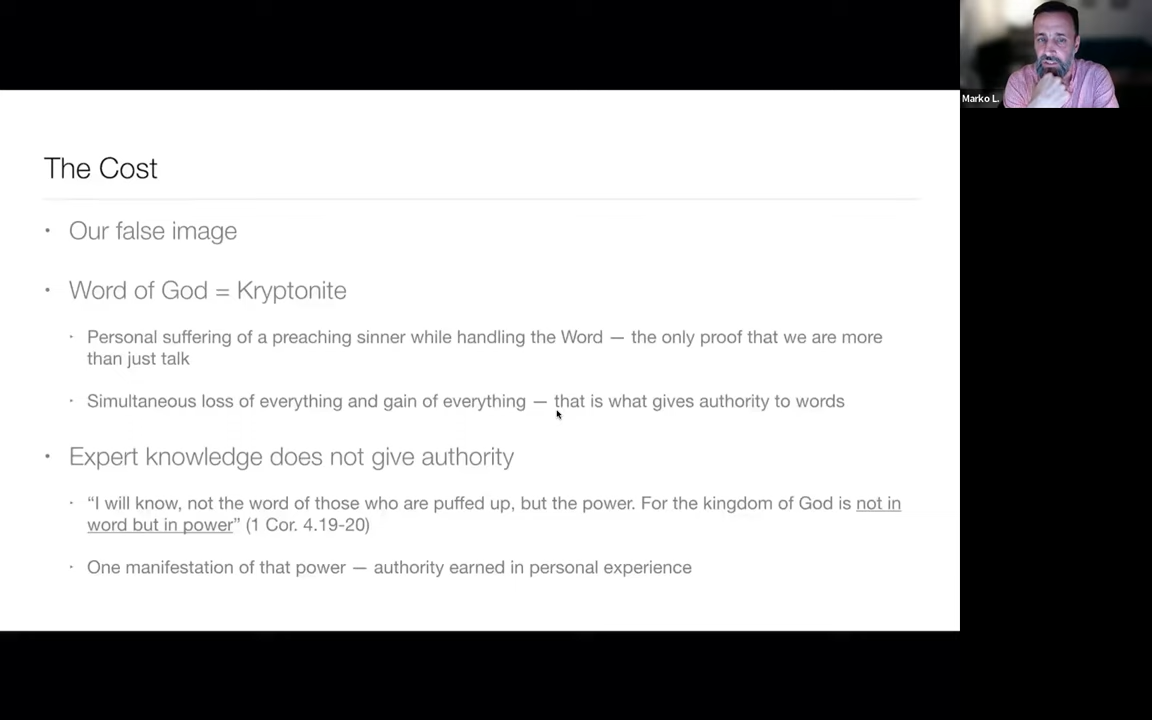 Marko L.
The Cost
• Our false image
• Word of God = Kryptonite
• Personal suffering of a preaching sinner while handling the Word — the only proof that we are more
than just talk
• Simultaneous loss of everything and gain of everything — that is what gives authority to words
• Expert knowledge does not give authority
• “I will know, not the word of those who are puffed up, but the power. For the kingdom of God is not in
word but in power” (1 Cor. 4.19-20)
• One manifestation of that power — authority earned in personal experience